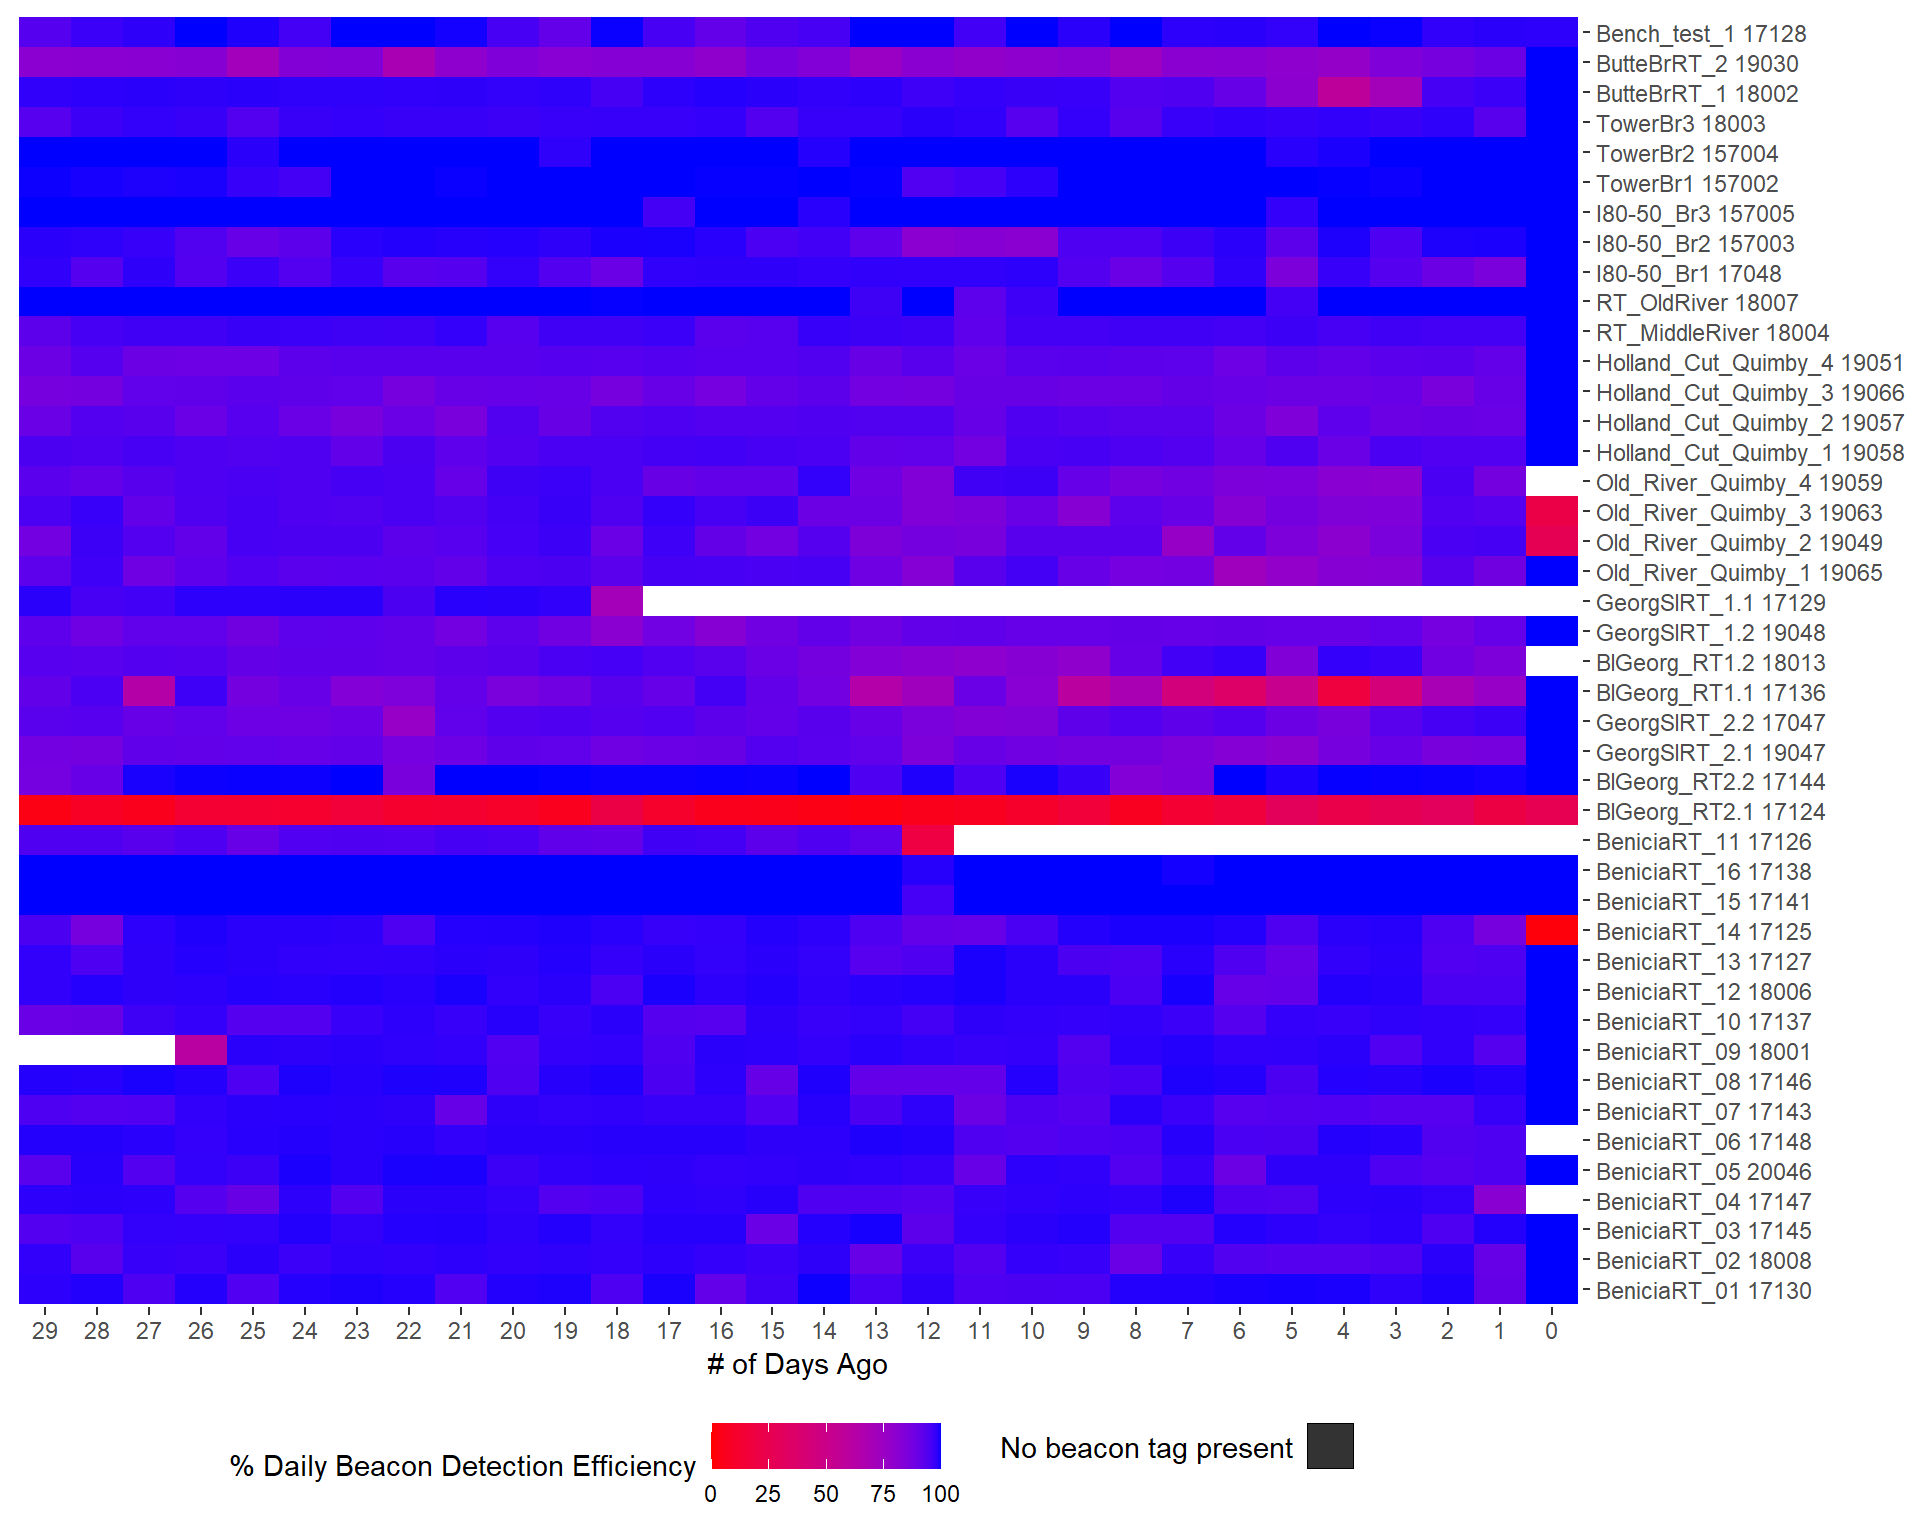 Bench_test_1 17128
ButteBrRT_2 19030
ButteBrRT_1 18002
TowerBr3 18003
TowerBr2 157004
TowerBr1 157002
I80-50_Br3 157005
I80-50_Br2 157003
I80-50_Br1 17048
RT_OldRiver 18007
RT_MiddleRiver 18004
Holland_Cut_Quimby_4 19051
Holland_Cut_Quimby_3 19066
Holland_Cut_Quimby_2 19057
Holland_Cut_Quimby_1 19058
Old_River_Quimby_4 19059
Old_River_Quimby_3 19063
Old_River_Quimby_2 19049
Old_River_Quimby_1 19065
GeorgSlRT_1.1 17129
GeorgSlRT_1.2 19048
BlGeorg_RT1.2 18013
BlGeorg_RT1.1 17136
GeorgSlRT_2.2 17047
GeorgSlRT_2.1 19047
BlGeorg_RT2.2 17144
BlGeorg_RT2.1 17124
BeniciaRT_11 17126
BeniciaRT_16 17138
BeniciaRT_15 17141
BeniciaRT_14 17125
BeniciaRT_13 17127
BeniciaRT_12 18006
BeniciaRT_10 17137
BeniciaRT_09 18001
BeniciaRT_08 17146
BeniciaRT_07 17143
BeniciaRT_06 17148
BeniciaRT_05 20046
BeniciaRT_04 17147
BeniciaRT_03 17145
BeniciaRT_02 18008
BeniciaRT_01 17130
29 28 27 26 25 24 23 22 21 20 19 18 17 16 15 14 13 12 11 10 9 8 7 6 5 4 3 2 1 0
# of Days Ago
% Daily Beacon Detection Efficiency
0 25 50 75 100
No beacon tag present